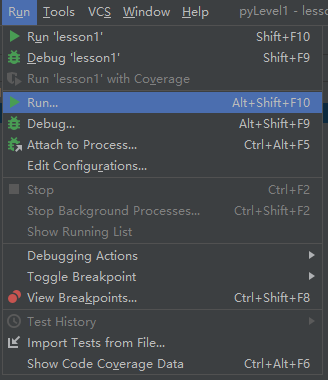 Run Tools VCS Window Help pyLevel1 - lesso
Run 'lesson1' Shift+F10
Debug 'lesson1' Shift+F9
Run 'lesson1' with Coverage
Run... Alt+Shift+F10
Debug... Alt+Shift+F9
Attach to Process... Ctrl+Alt+F5
Edit Configurations...
Stop Ctrl+F2
Stop Background Processes... Ctrl+Shift+F2
Show Running List
Debugging Actions
Toggle Breakpoint
View Breakpoints... Ctrl+Shift+F8
Test History
Import Tests from File...
Show Code Coverage Data Ctrl+Alt+F6